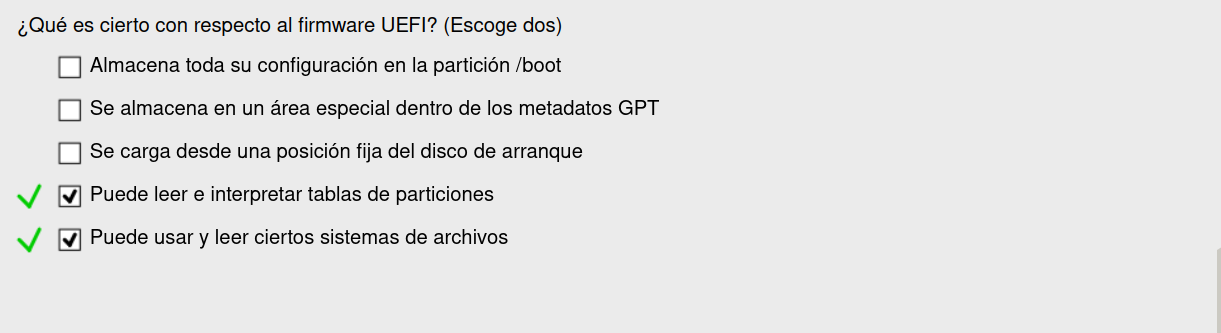 ¿Qué es cierto con respecto al firmware UEFI? (Escoge dos)
Almacena toda su configuración en la partición /boot
Se almacena en un área especial dentro de los metadatos GPT
Se carga desde una posición fija del disco de arranque
Puede leer e interpretar tablas de particiones
Puede usar y leer ciertos sistemas de archivos